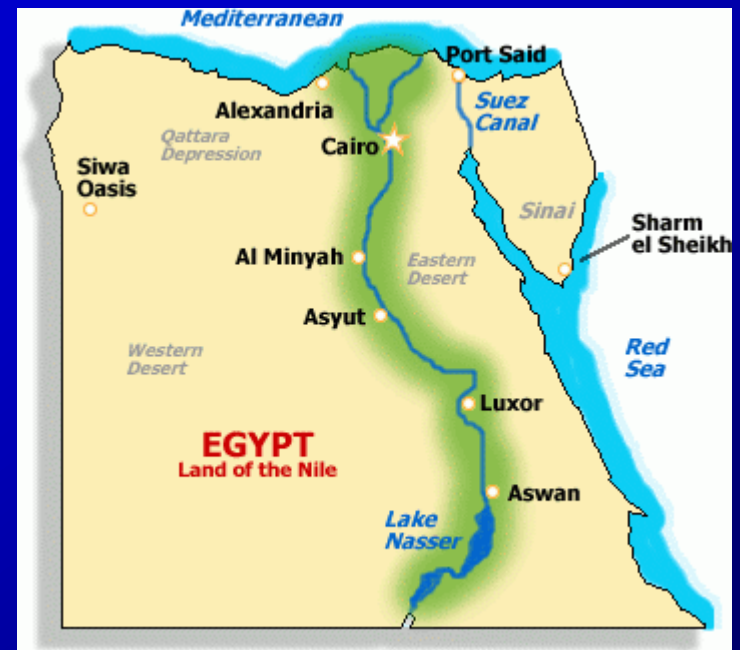 Mediterranean
Port Said
Alexandria
Suez
Canal
Qattara
Depression
Cairo
Siwa
Oasis
Sinai
Sharm
el Sheikh
Al Minyah
Eastern
Desert
Asyut
Western
Desert
Red
Sea
Luxor
EGYPT
Land of the Nile
Aswan
Lake
Nasser